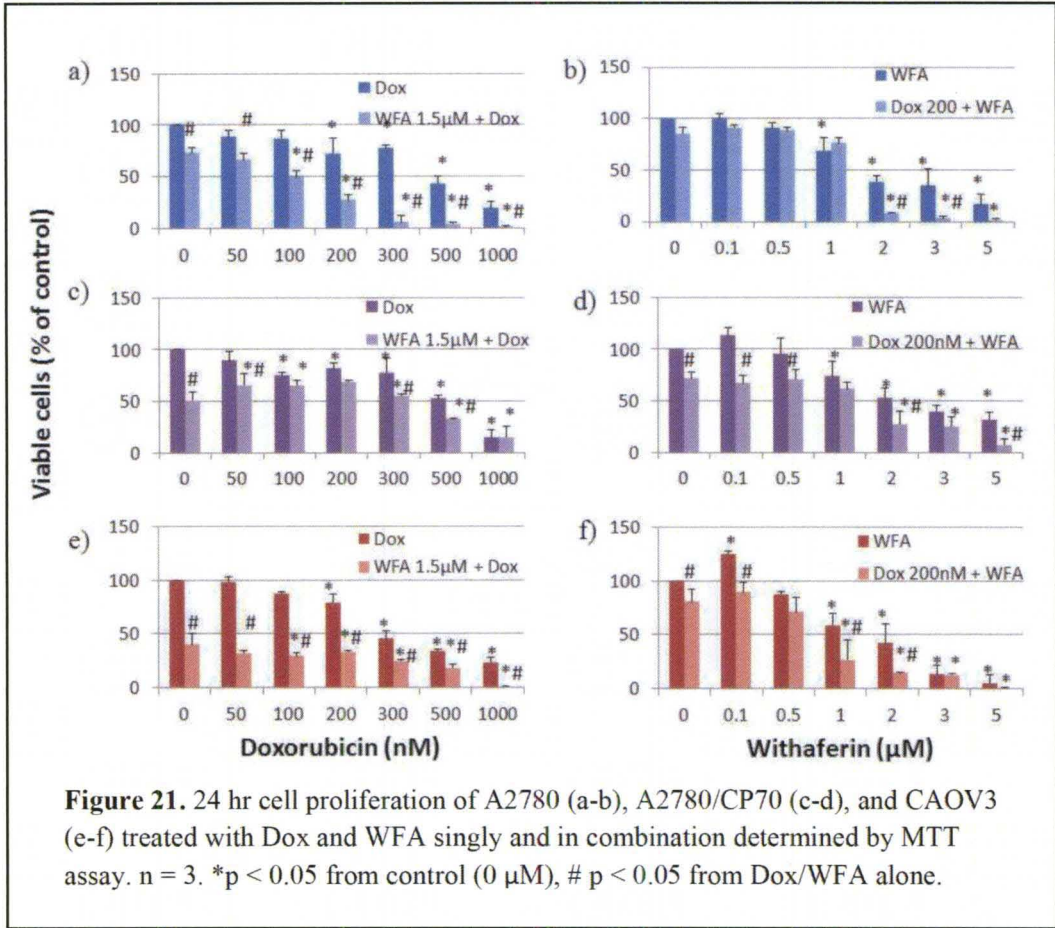 Viable cells (% of control)
a)
150
100
50
0
Dox
WFA 1.5µM + Dox
#
#
*#
*
*#
*
*#
*
*#
*
*#
0 50 100 200 300 500 1000
b)
150
100
50
0
WFA
Dox 200 + WFA
*
*
*#
*
*#
*
*
0 0.1 0.5 1 2 3 5
c)
150
100
50
0
Dox
WFA 1.5µM + Dox
#
*#
*
*
*
*
*#
*
*#
*
*
0 50 100 200 300 500 1000
d)
150
100
50
0
WFA
Dox 200nM + WFA
#
#
#
*
*
*#
*
*
*
*#
0 0.1 0.5 1 2 3 5
e)
150
100
50
0
Dox
WFA 1.5µM + Dox
#
#
*#
*
*#
*
*#
*
*#
*
*#
0 50 100 200 300 500 1000
Doxorubicin (nM)
f)
150
100
50
0
WFA
Dox 200nM + WFA
#
*
#
*
*#
*
*#
*
*
*
*
0 0.1 0.5 1 2 3 5
Withaferin (µM)
Figure 21. 24 hr cell proliferation of A2780 (a-b), A2780/CP70 (c-d), and CAOV3
(e-f) treated with Dox and WFA singly and in combination determined by MTT
assay. n = 3. *p < 0.05 from control (0 µM), # p < 0.05 from Dox/WFA alone.